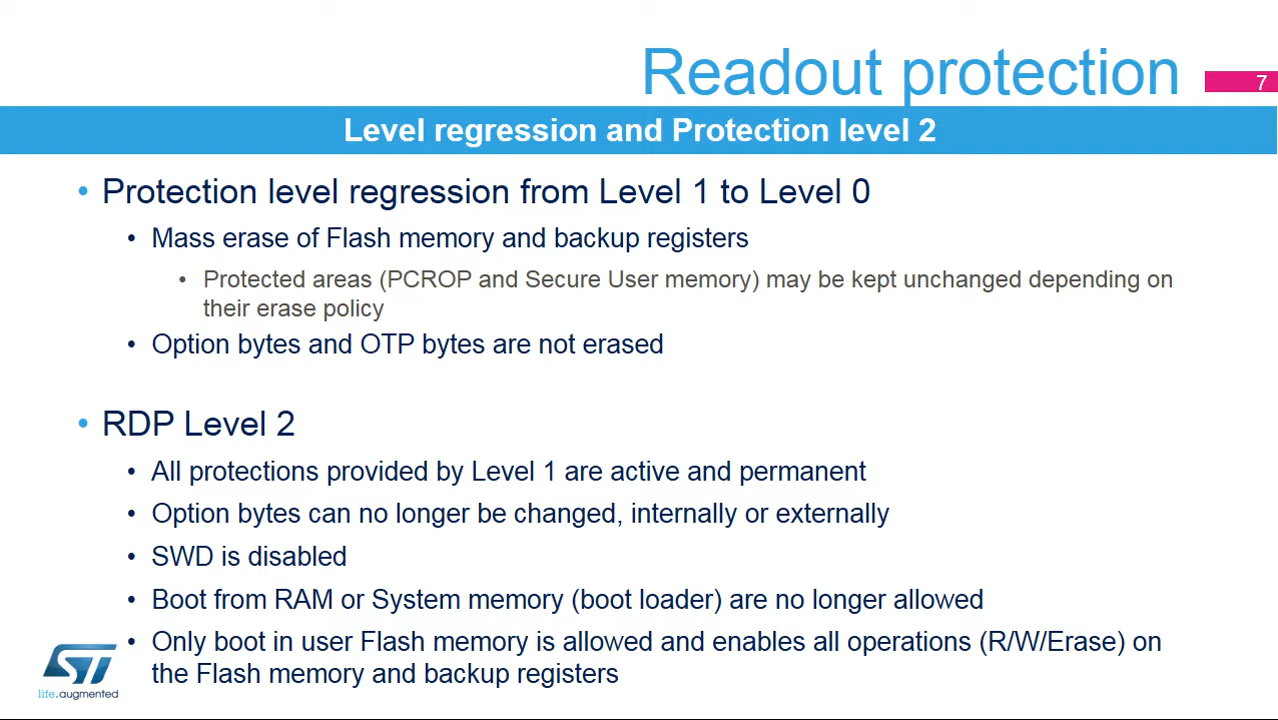 Readout protection
7
Level regression and Protection level 2
• Protection level regression from Level 1 to Level 0
• Mass erase of Flash memory and backup registers
• Protected areas (PCROP and Secure User memory) may be kept unchanged depending on
their erase policy
• Option bytes and OTP bytes are not erased
• RDP Level 2
• All protections provided by Level 1 are active and permanent
• Option bytes can no longer be changed, internally or externally
• SWD is disabled
• Boot from RAM or System memory (boot loader) are no longer allowed
• Only boot in user Flash memory is allowed and enables all operations (R/W/Erase) on
the Flash memory and backup registers
ST
life.augmented